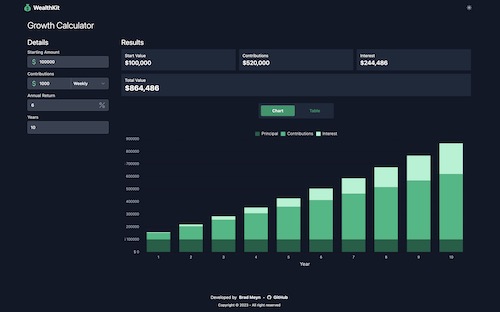 WealthKit
Growth Calculator
Details
Starting Amount
$ 100000
Contributions
$ 1000 Weekly
Annual Return
6 %
Years
10
Results
Start Value
$100,000
Contributions
$520,000
Interest
$244,486
Total Value
$864,486
Chart Table
Principal Contributions Interest
900000
800000
700000
600000
500000
400000
300000
200000
100000
$ 0
1 2 3 4 5 6 7 8 9 10
Year
Developed by Brad Moyn • GitHub
Copyright © 2023 - All right reserved